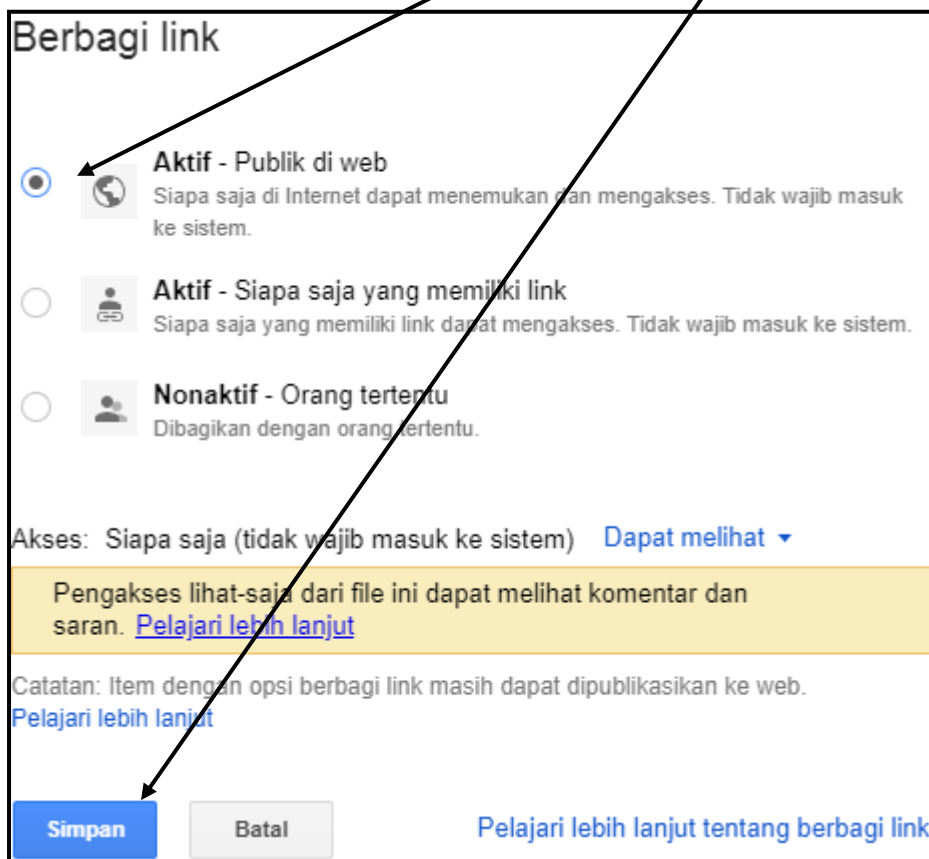 Berbagi link
Aktif - Publik di web
Siapa saja di Internet dapat menemukan dan mengakses. Tidak wajib masuk
ke sistem.
Aktif - Siapa saja yang memiliki link
Siapa saja yang memiliki link dapat mengakses. Tidak wajib masuk ke sistem.
Nonaktif - Orang tertentu
Dibagikan dengan orang tertentu.
Akses: Siapa saja (tidak wajib masuk ke sistem) Dapat melihat
Pengakses lihat-saja dari file ini dapat melihat komentar dan
saran. Pelajari lebih lanjut
Catatan: Item dengan opsi berbagi link masih dapat dipublikasikan ke web.
Pelajari lebih lanjut
Simpan Batal Pelajari lebih lanjut tentang berbagi link